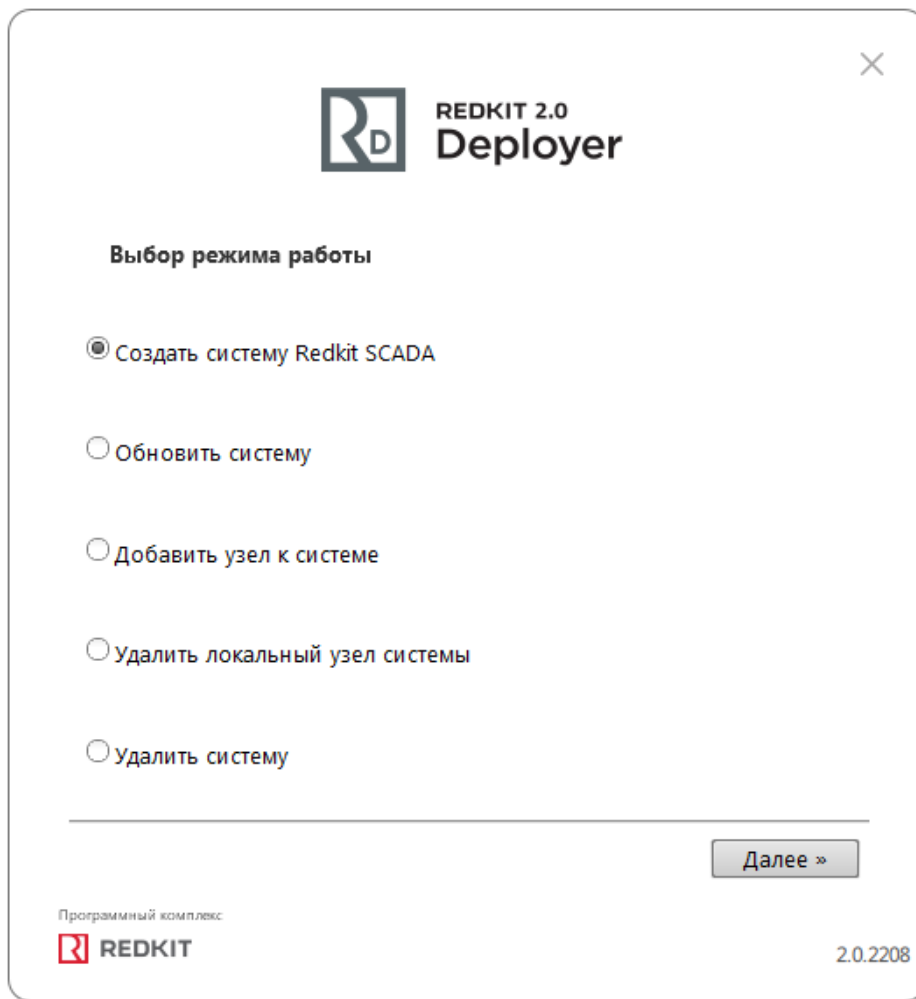 RD
REDKIT 2.0
Deployer
Выбор режима работы
Создать систему Redkit SCADA
Обновить систему
Добавить узел к системе
Удалить локальный узел системы
Удалить систему
Далее »
Программный комплекс
REDKIT
2.0.2208